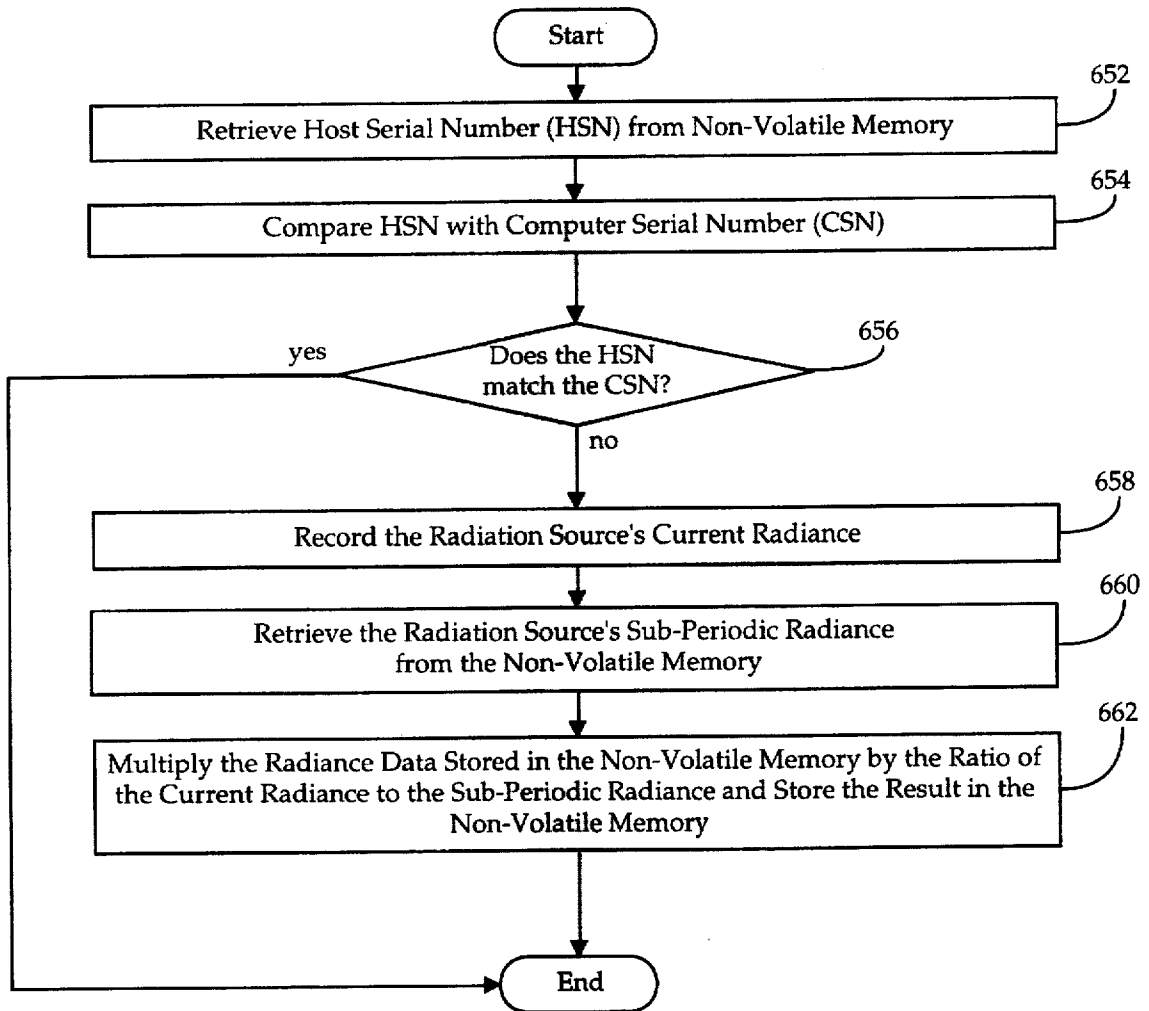 Start
652
Retrieve Host Serial Number (HSN) from Non-Volatile Memory
654
Compare HSN with Computer Serial Number (CSN)
656
yes
Does the HSN
match the CSN?
no
658
Record the Radiation Source's Current Radiance
660
Retrieve the Radiation Source's Sub-Periodic Radiance
from the Non-Volatile Memory
662
Multiply the Radiance Data Stored in the Non-Volatile Memory by the Ratio of
the Current Radiance to the Sub-Periodic Radiance and Store the Result in the
Non-Volatile Memory
End